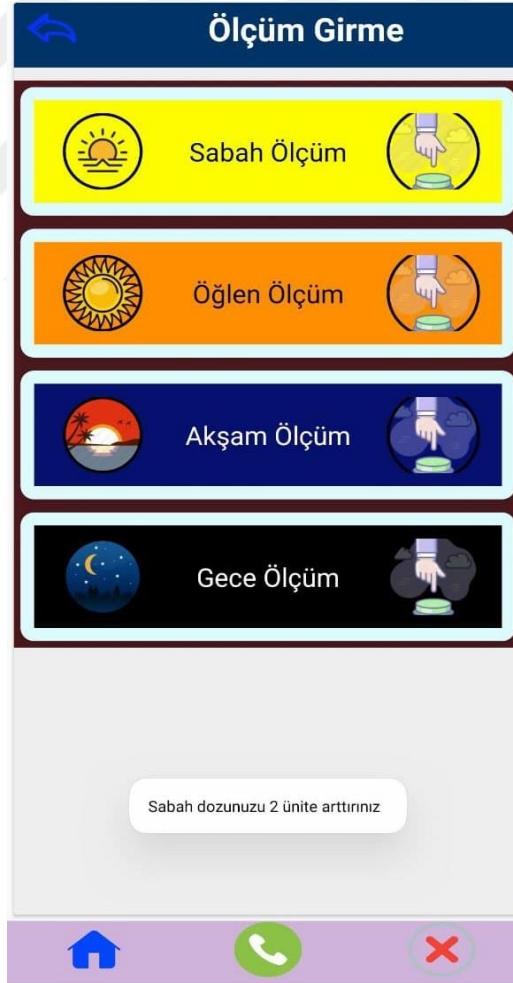 Ölçüm Girme
Sabah Ölçüm
Öğlen Ölçüm
Akşam Ölçüm
Gece Ölçüm
Sabah dozunuzu 2 ünite arttırınız